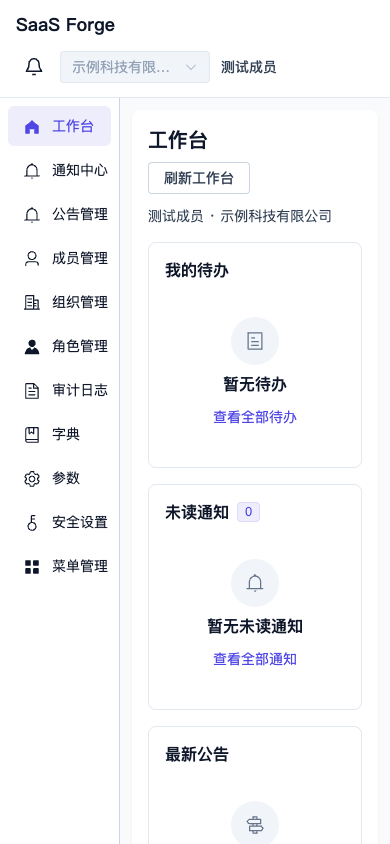 SaaS Forge
示例科技有限…
测试成员
工作台
通知中心
公告管理
成员管理
组织管理
角色管理
审计日志
字典
参数
安全设置
菜单管理
工作台
刷新工作台
测试成员 · 示例科技有限公司
我的待办
暂无待办
查看全部待办
未读通知 0
暂无未读通知
查看全部通知
最新公告